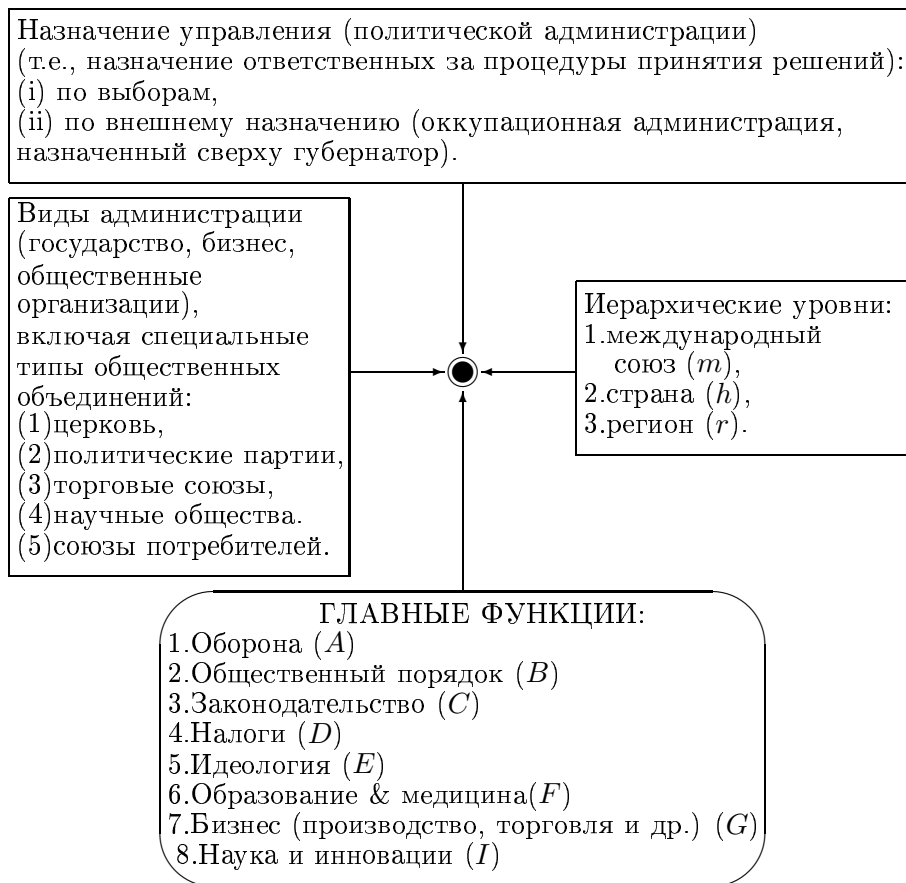 Назначение управления (политической администрации)
(т.е., назначение ответственных за процедуры принятия решений):
(i) по выборам,
(ii) по внешнему назначению (оккупационная администрация,
назначенный сверху губернатор).
Виды администрации
(государство, бизнес,
общественные
организации),
включая специальные
типы общественных
объединений:
(1)церковь,
(2)политические партии,
(3)торговые союзы,
(4)научные общества.
(5)союзы потребителей.
Иерархические уровни:
1.международный
союз (m),
2.страна (h),
3.регион (r).
ГЛАВНЫЕ ФУНКЦИИ:
1.Оборона (A)
2.Общественный порядок (B)
3.Законодательство (C)
4.Налоги (D)
5.Идеология (E)
6.Образование & медицина(F)
7.Бизнес (производство, торговля и др.) (G)
8.Наука и инновации (I)